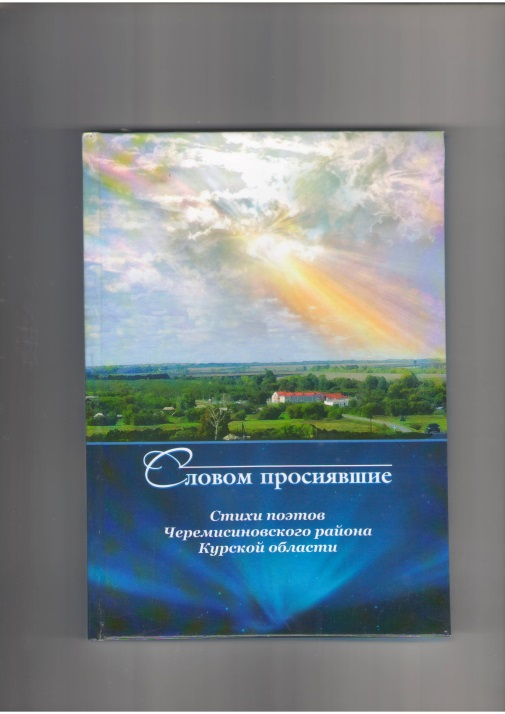 Словом просиявшие
Стихи поэтов
Черемисиновского района
Курской области